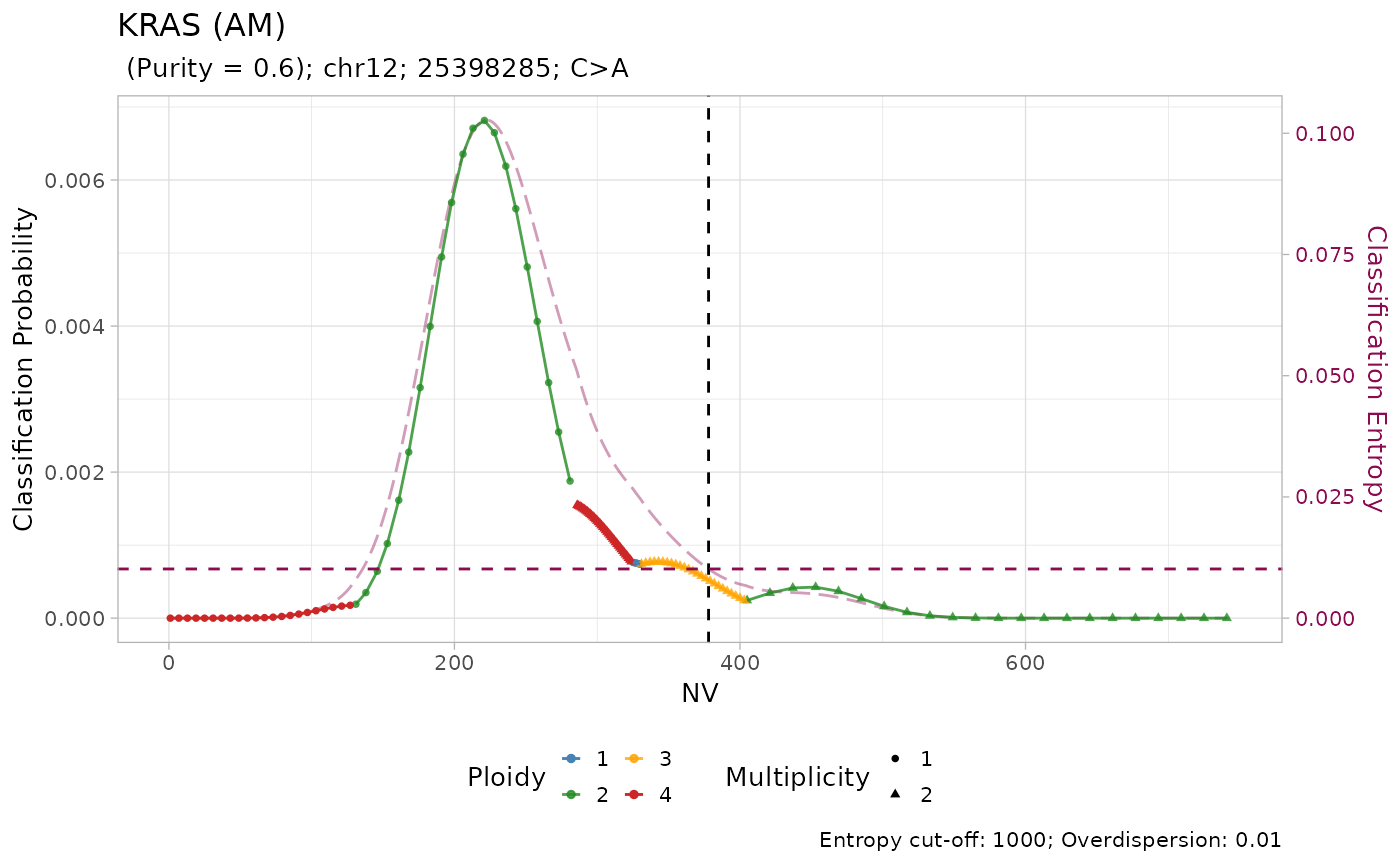 KRAS (AM)
(Purity = 0.6); chr12; 25398285; C>A
Classification Probability
0.006
0.004
0.002
0.000
0.100
0.075
0.050
0.025
0.000
Classification Entropy
0 200 400 600
NV
Ploidy 1 3 Multiplicity 1
2 4 2
Entropy cut-off: 1000; Overdispersion: 0.01